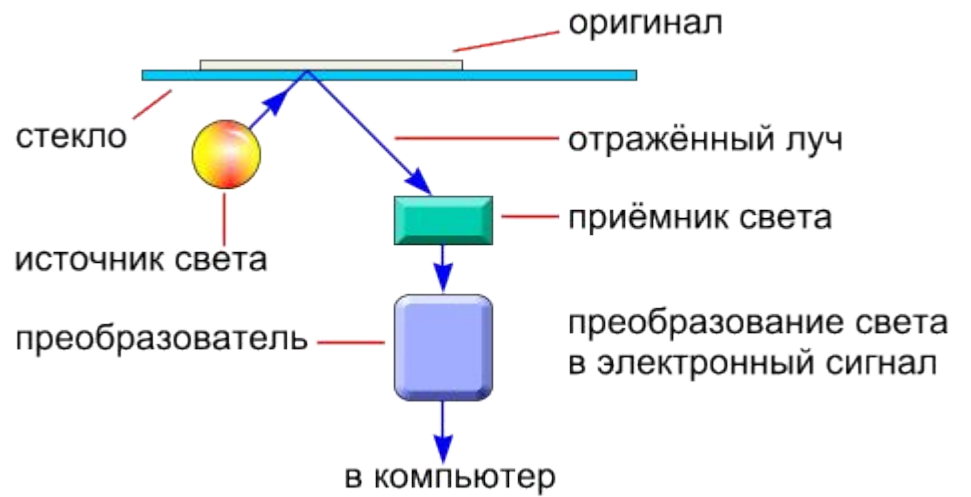 оригинал
стекло
отражённый луч
приёмник света
источник света
преобразователь
преобразование света
в электронный сигнал
в компьютер